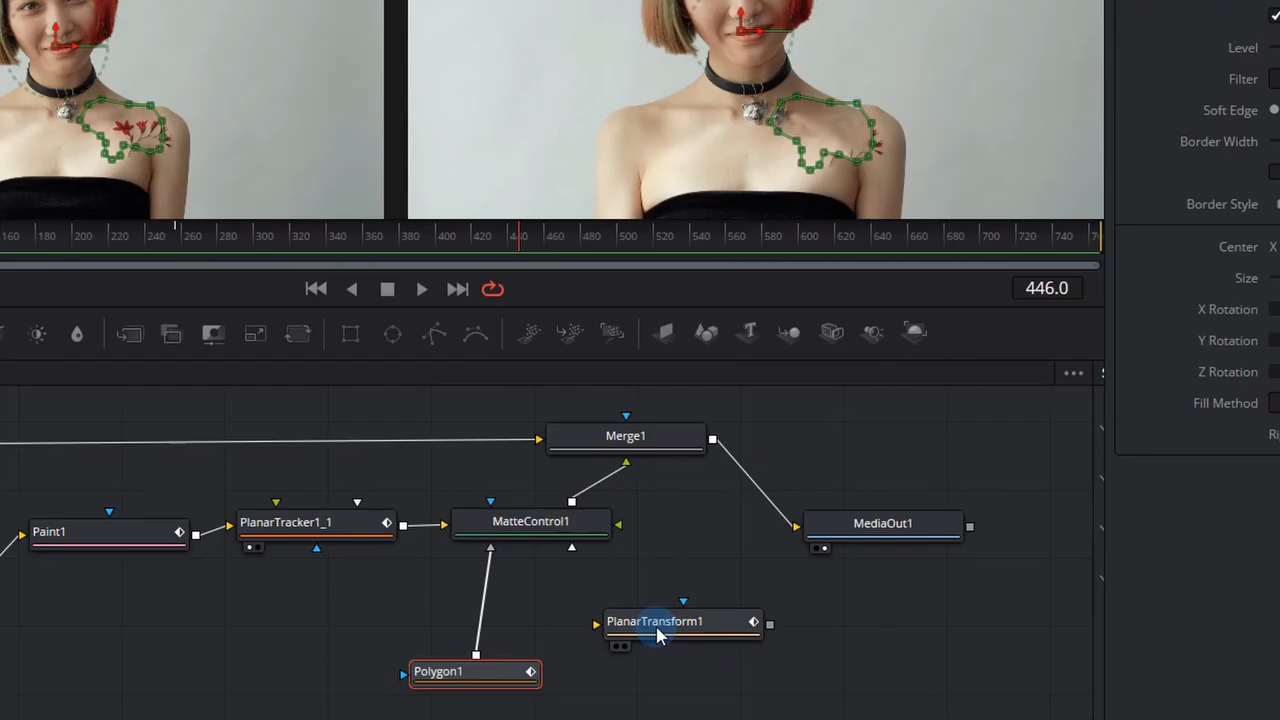 Level
Filter
Soft Edge
Border Width
Border Style
160 180 200 220 240 260 280 300 320 340 360 380 400 420 440 460 480 500 520 540 560 580 600 620 640 660 680 700 720 740
Center X
Size
446.0
X Rotation
Y Rotation
Z Rotation
Fill Method
Merge1
Paint1
PlanarTracker1_1
MatteControl1
MediaOut1
PlanarTransform1
Polygon1